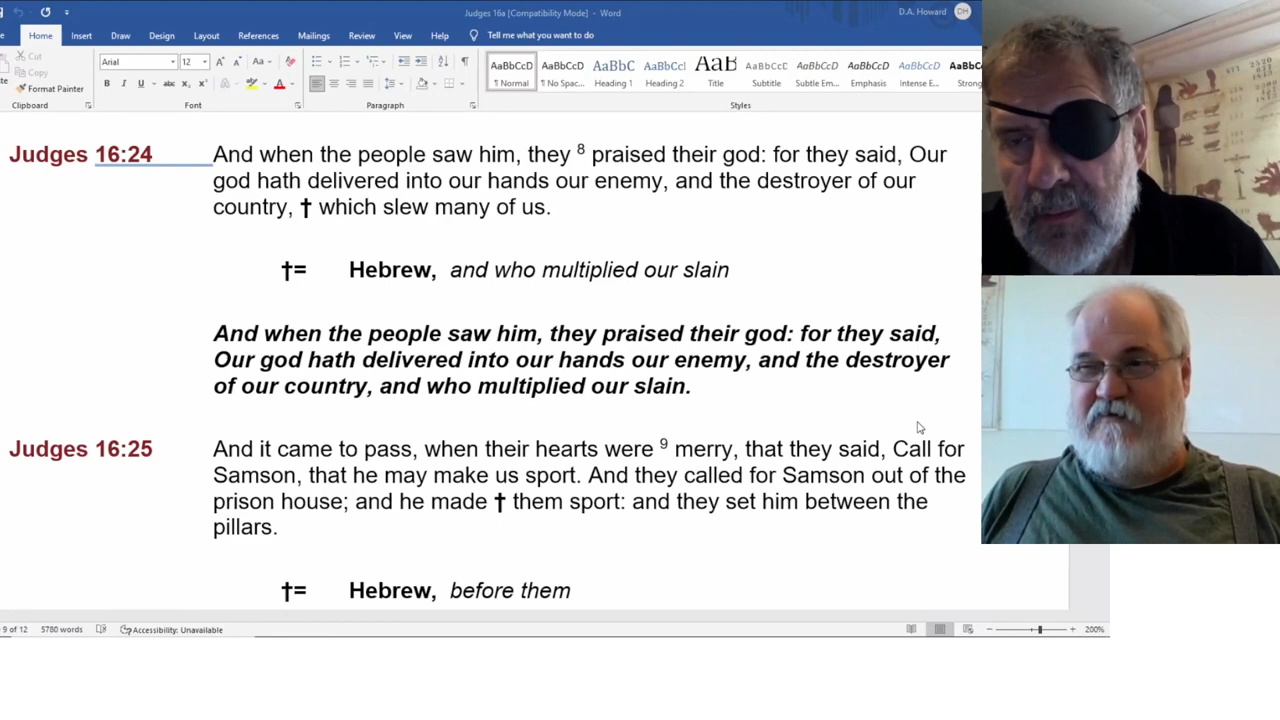 Judges 16a [Compatibility Mode] - Word
D.A. Howard
DH
Home Insert Draw Design Layout References Mailings Review View Help Tell me what you want to do
Cut
Copy
Format Painter
Clipboard
Arial 12
Font
Paragraph
AaBbCcD AaBbCcD AaBbC AaBbCcI AaB AaBbCcD AaBbCcD AaBbCcD AaBbCcD AaBbCc
¶ Normal ¶ No Spac... Heading 1 Heading 2 Title Subtitle Subtle Em... Emphasis Intense E... Strong
Styles
Judges 16:24 And when the people saw him, they 8 praised their god: for they said, Our
god hath delivered into our hands our enemy, and the destroyer of our
country, † which slew many of us.
†= Hebrew, and who multiplied our slain
And when the people saw him, they praised their god: for they said,
Our god hath delivered into our hands our enemy, and the destroyer
of our country, and who multiplied our slain.
Judges 16:25 And it came to pass, when their hearts were 9 merry, that they said, Call for
Samson, that he may make us sport. And they called for Samson out of the
prison house; and he made † them sport: and they set him between the
pillars.
†= Hebrew, before them
9 of 12 5780 words Accessibility: Unavailable 200%